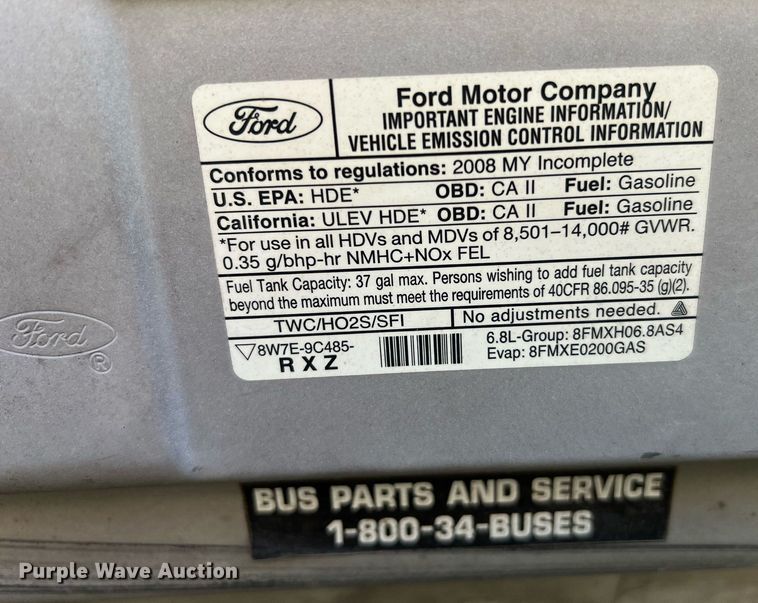 Ford
Ford Motor Company
IMPORTANT ENGINE INFORMATION/
VEHICLE EMISSION CONTROL INFORMATION
Conforms to regulations: 2008 MY Incomplete
U.S. EPA: HDE* OBD: CA II Fuel: Gasoline
California: ULEV HDE* OBD: CA II Fuel: Gasoline
*For use in all HDVs and MDVs of 8,501–14,000# GVWR.
0.35 g/bhp-hr NMHC+NOx FEL
Fuel Tank Capacity: 37 gal max. Persons wishing to add fuel tank capacity
beyond the maximum must meet the requirements of 40CFR 86.095-35 (g)(2).
TWC/HO2S/SFI No adjustments needed.
8W7E-9C485-
R X Z
6.8L-Group: 8FMXH06.8AS4
Evap: 8FMXE0200GAS
Ford ®
BUS PARTS AND SERVICE
1-800-34-BUSES
Purple Wave Auction